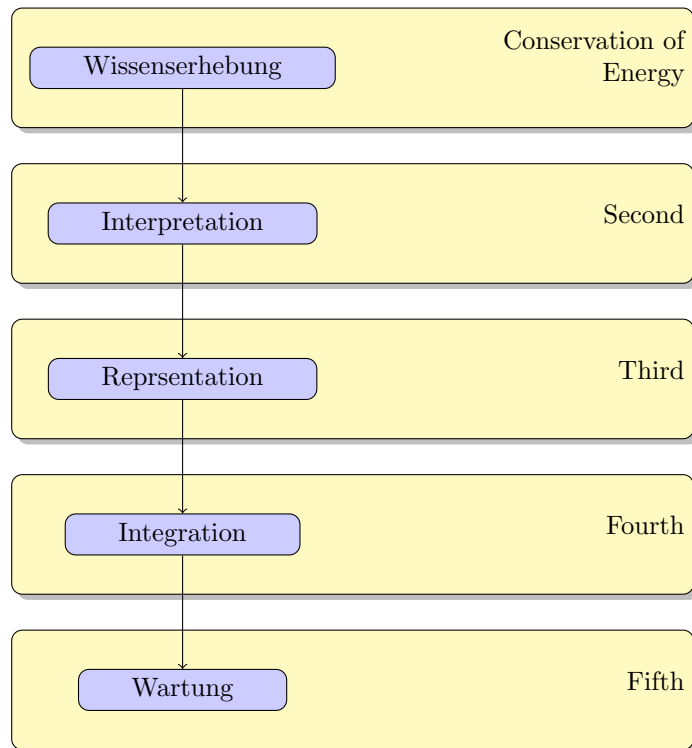 Wissenserhebung
Conservation of
Energy
Interpretation
Second
Reprsentation
Third
Integration
Fourth
Wartung
Fifth